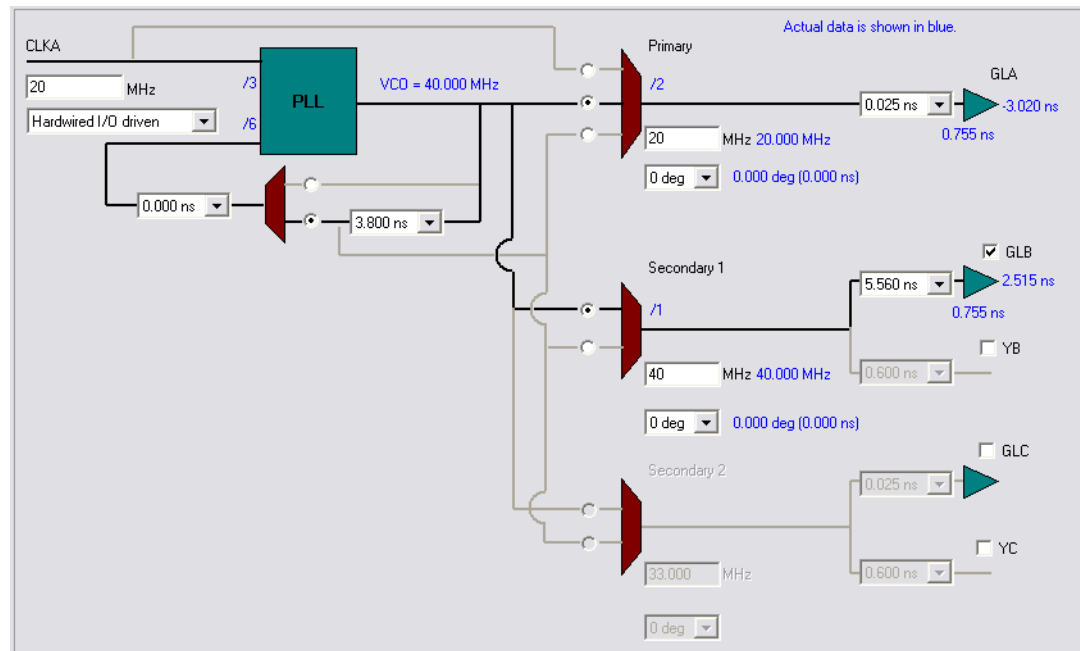 Actual data is shown in blue.
CLKA
20 MHz
Hardwired I/O driven
/3
/6
PLL
VCO = 40.000 MHz
0.000 ns
3.800 ns
Primary
/2
20 MHz 20.000 MHz
0 deg 0.000 deg (0.000 ns)
0.025 ns
GLA
-3.020 ns
0.755 ns
Secondary 1
/1
40 MHz 40.000 MHz
0 deg 0.000 deg (0.000 ns)
GLB
5.560 ns
2.515 ns
0.755 ns
YB
0.600 ns
Secondary 2
33.000 MHz
0 deg
GLC
0.025 ns
YC
0.600 ns